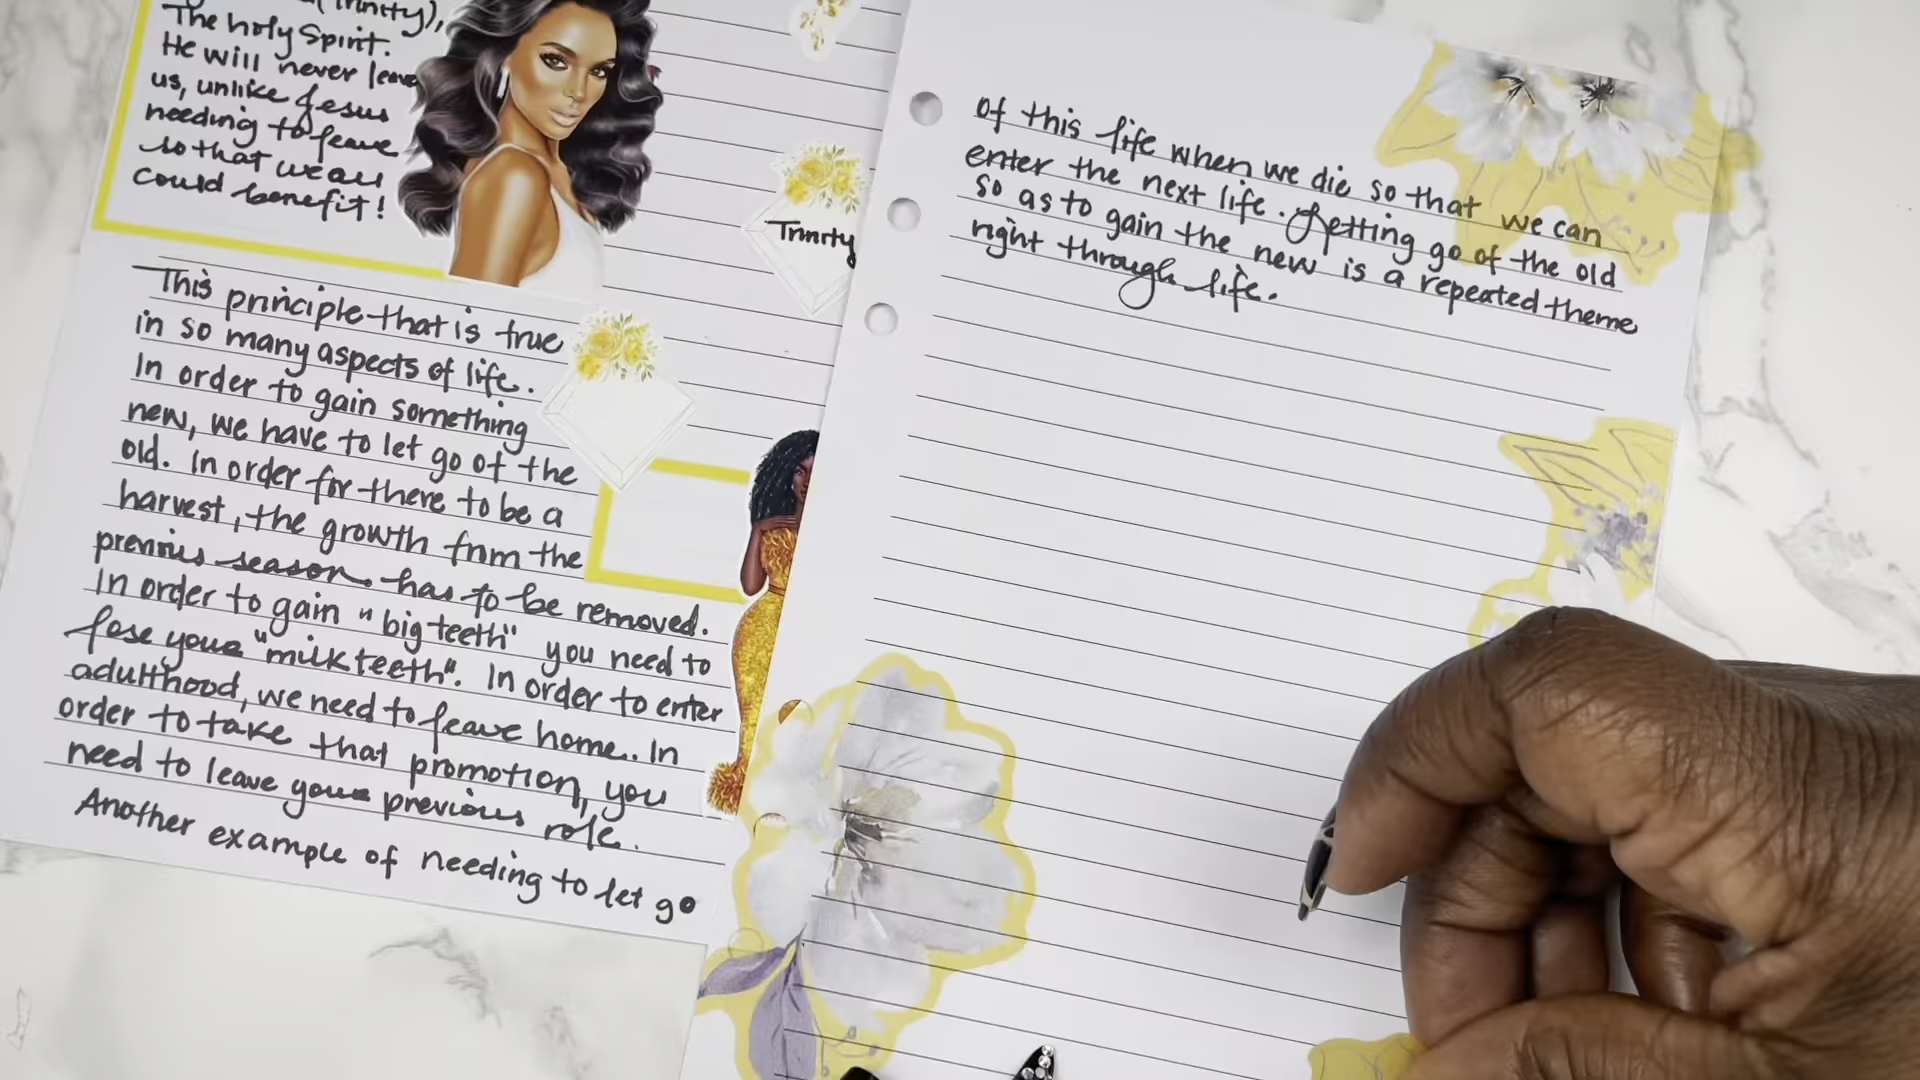 (Trinity),
The holy Spirit.
He will never leave
us, unlike Jesus
needing to leave
so that we all
could benefit!
This principle that is true
in so many aspects of life.
In order to gain something
new, we have to let go of the
old. In order for there to be a
harvest, the growth from the
previous season has to be removed.
In order to gain "big teeth" you need to
lose your "milk teeth". In order to enter
adulthood, we need to leave home. In
order to take that promotion, you
need to leave your previous role.
Another example of needing to let go
Trinity
of this life when we die so that we can
enter the next life. Letting go of the old
so as to gain the new is a repeated theme
right through life.